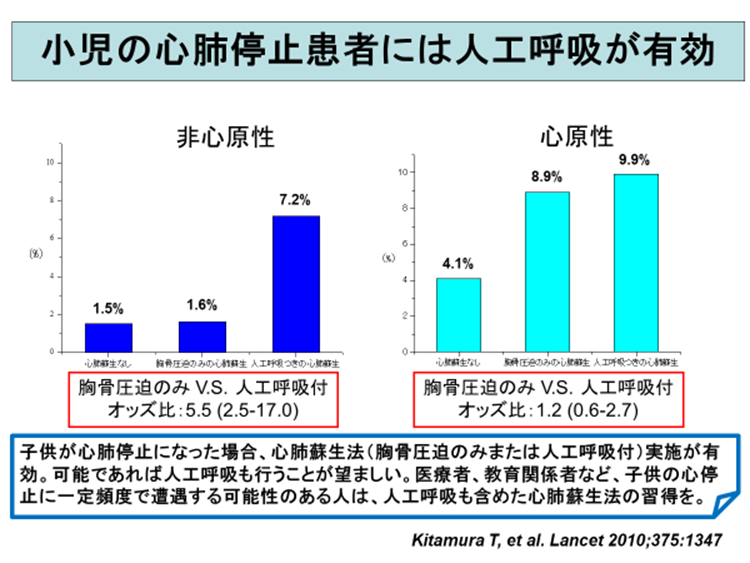 小児の心肺停止患者には人工呼吸が有効
非心原性
心原性
10
8
6
4
2
0
(%)
1.5%
1.6%
7.2%
心肺蘇生なし
胸骨圧迫のみの心肺蘇生
人工呼吸つきの心肺蘇生
10
8
6
4
2
0
(%)
4.1%
8.9%
9.9%
心肺蘇生なし
胸骨圧迫のみの心肺蘇生
人工呼吸つきの心肺蘇生
胸骨圧迫のみ V.S. 人工呼吸付
オッズ比：5.5 (2.5-17.0)
胸骨圧迫のみ V.S. 人工呼吸付
オッズ比：1.2 (0.6-2.7)
子供が心肺停止になった場合、心肺蘇生法（胸骨圧迫のみまたは人工呼吸付）実施が有
効。可能であれば人工呼吸も行うことが望ましい。医療者、教育関係者など、子供の心停
止に一定頻度で遭遇する可能性のある人は、人工呼吸も含めた心肺蘇生法の習得を。
Kitamura T, et al. Lancet 2010;375:1347